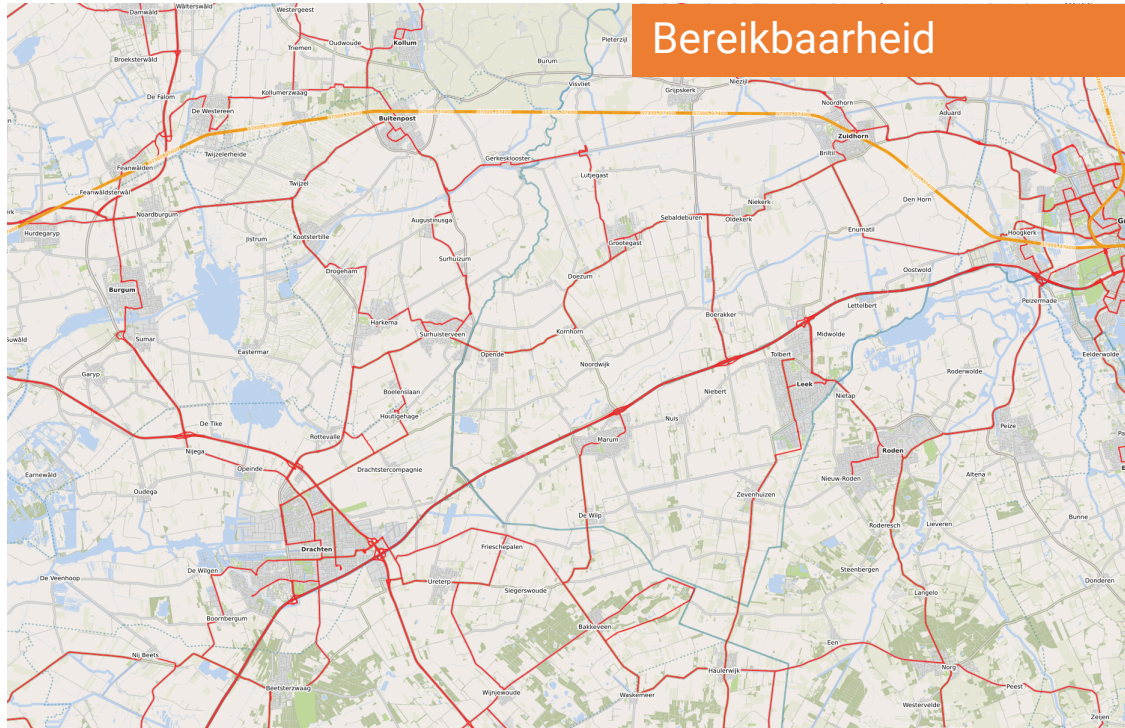 Bereikbaarheid
Wâlterswâld
Damwâld
Westergeest
Oudwoude
Kollum
Triemen
Broeksterwâld
Pieterzijl
Burum
Visvliet
Grijpskerk
Niezijl
Noordhorn
Aduard
De Falom
De Westereen
Kollumerzwaag
Buitenpost
Zuidhorn
Briltil
Feanwâlden
Twijzelerheide
Gerkesklooster
Lutjegast
Feanwâldsterwâl
Twijzel
Noardburgum
Hurdegaryp
Augustinusga
Sebaldeburen
Oldekerk
Niekerk
Den Horn
Enumatil
Hoogkerk
Jistrum
Kootstertille
Surhuizum
Grootegast
Drogeham
Doezum
Oostwold
Burgum
Lettelbert
Peizermade
Harkema
Surhuisterveen
Kornhorn
Boerakker
Midwolde
Suwâld
Sumar
Eastermar
Opende
Noordwijk
Tolbert
Eelderwolde
Garyp
Boelenslaan
Niebert
Leek
Nietap
Roderwolde
Houtigehage
De Tike
Rottevalle
Nuis
Marum
Peize
Nijega
Opeinde
Drachtstercompagnie
Roden
Earnewâld
Oudega
Zevenhuizen
Nieuw-Roden
Altena
De Wilp
Roderesch
Lieveren
Bunne
Drachten
Frieschepalen
De Veenhoop
De Wilgen
Ureterp
Siegerswoude
Steenbergen
Donderen
Langelo
Boornbergum
Bakkeveen
Een
Nij Beets
Haulerwijk
Norg
Beetsterzwaag
Wijnjewoude
Waskemeer
Peest
Westervelde
Zeijen